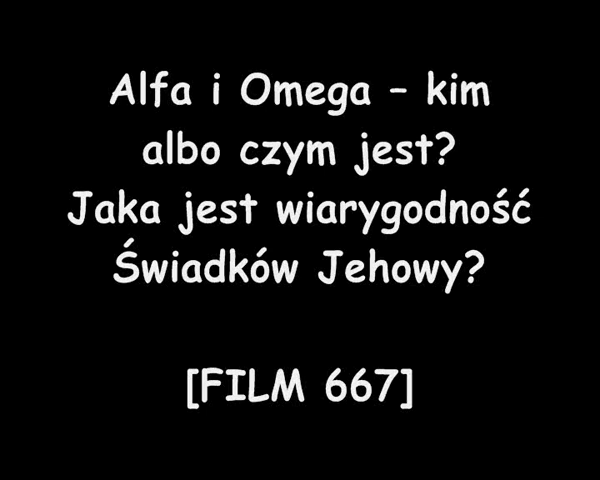 Alfa i Omega – kim
albo czym jest?
Jaka jest wiarygodność
Świadków Jehowy?
[FILM 667]